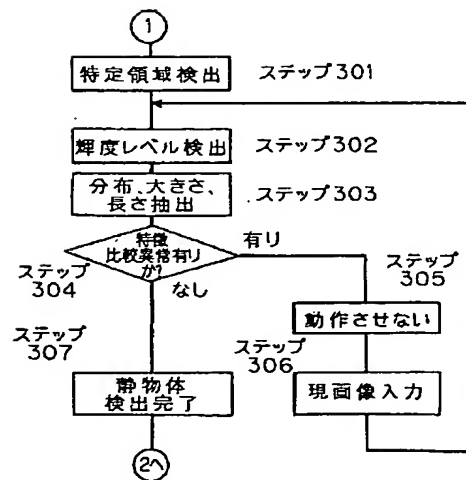 1
特定領域検出
ステップ301
輝度レベル検出
ステップ302
分布、大きさ、
長さ抽出
ステップ303
特徴
比較異常有リ
か?
有リ
ステップ
304
なし
ステップ
305
動作させない
ステップ
307
ステップ
306
静物体
検出完了
現画像入力
2へ